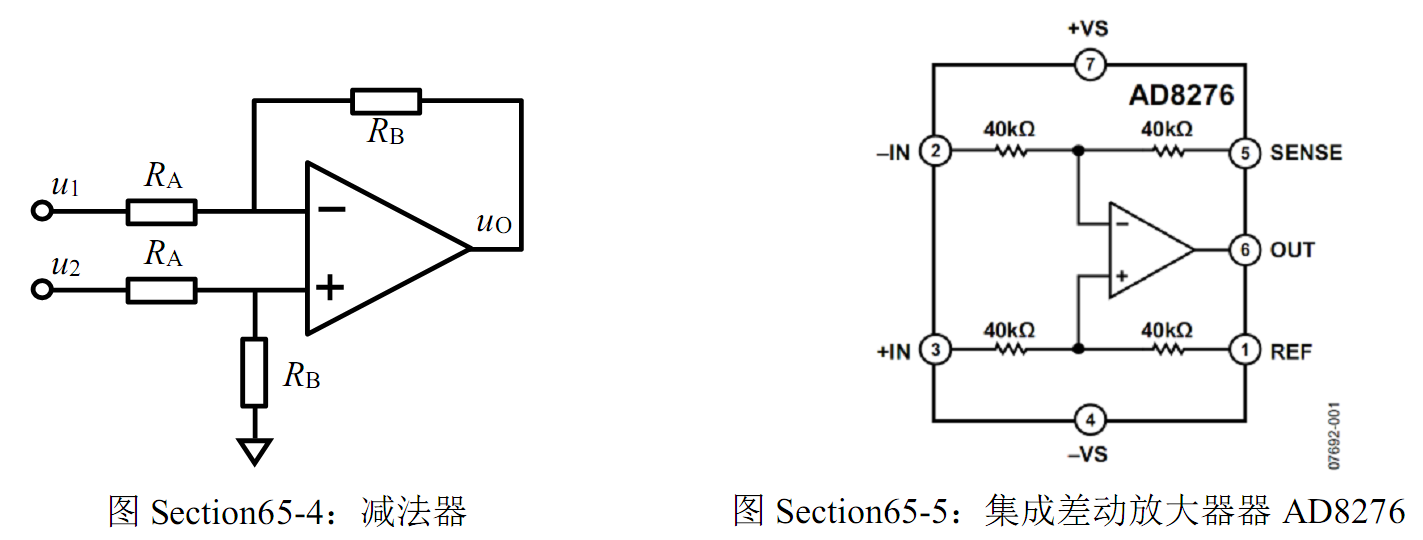 u1
RA
RB
u2
RA
uO
RB
图 Section65-4：减法器
+VS
7
AD8276
40kΩ
40kΩ
–IN
2
5
SENSE
6
OUT
40kΩ
40kΩ
+IN
3
1
REF
4
–VS
07692-001
图 Section65-5：集成差动放大器器 AD8276